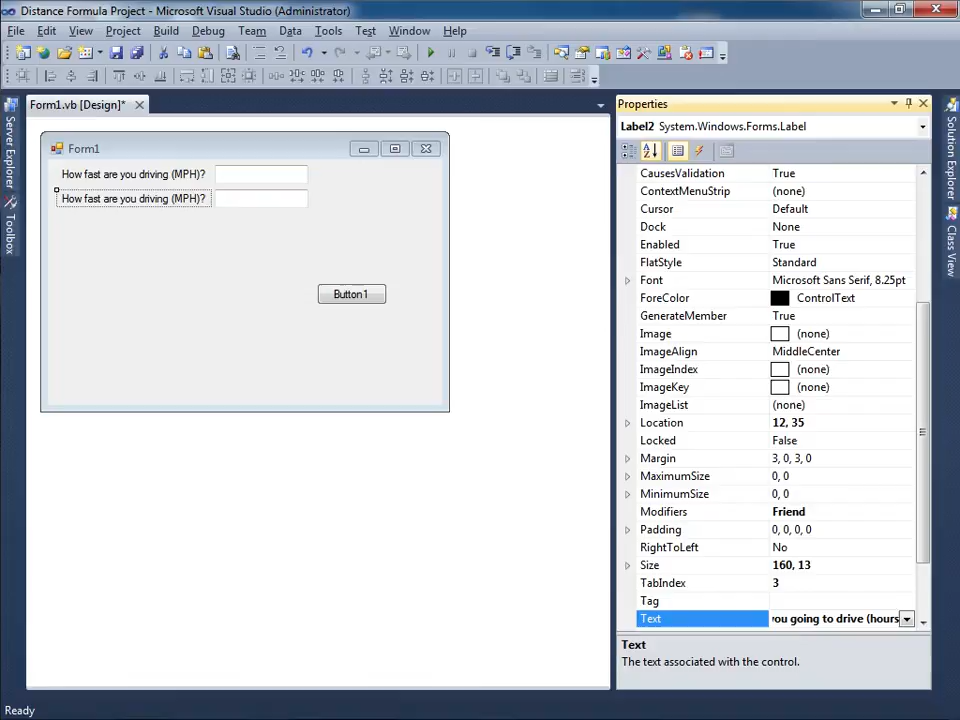 Distance Formula Project - Microsoft Visual Studio (Administrator)
File Edit View Project Build Debug Team Data Tools Test Window Help
Form1.vb [Design]*
Server Explorer
Toolbox
Form1
How fast are you driving (MPH)?
How fast are you driving (MPH)?
Button1
Properties
Label2 System.Windows.Forms.Label
CausesValidation True
ContextMenuStrip (none)
Cursor Default
Dock None
Enabled True
FlatStyle Standard
Font Microsoft Sans Serif, 8.25pt
ForeColor ControlText
GenerateMember True
Image (none)
ImageAlign MiddleCenter
ImageIndex (none)
ImageKey (none)
ImageList (none)
Location 12, 35
Locked False
Margin 3, 0, 3, 0
MaximumSize 0, 0
MinimumSize 0, 0
Modifiers Friend
Padding 0, 0, 0, 0
RightToLeft No
Size 160, 13
TabIndex 3
Tag
Text you going to drive (hours
Text
The text associated with the control.
Solution Explorer
Class View
Ready